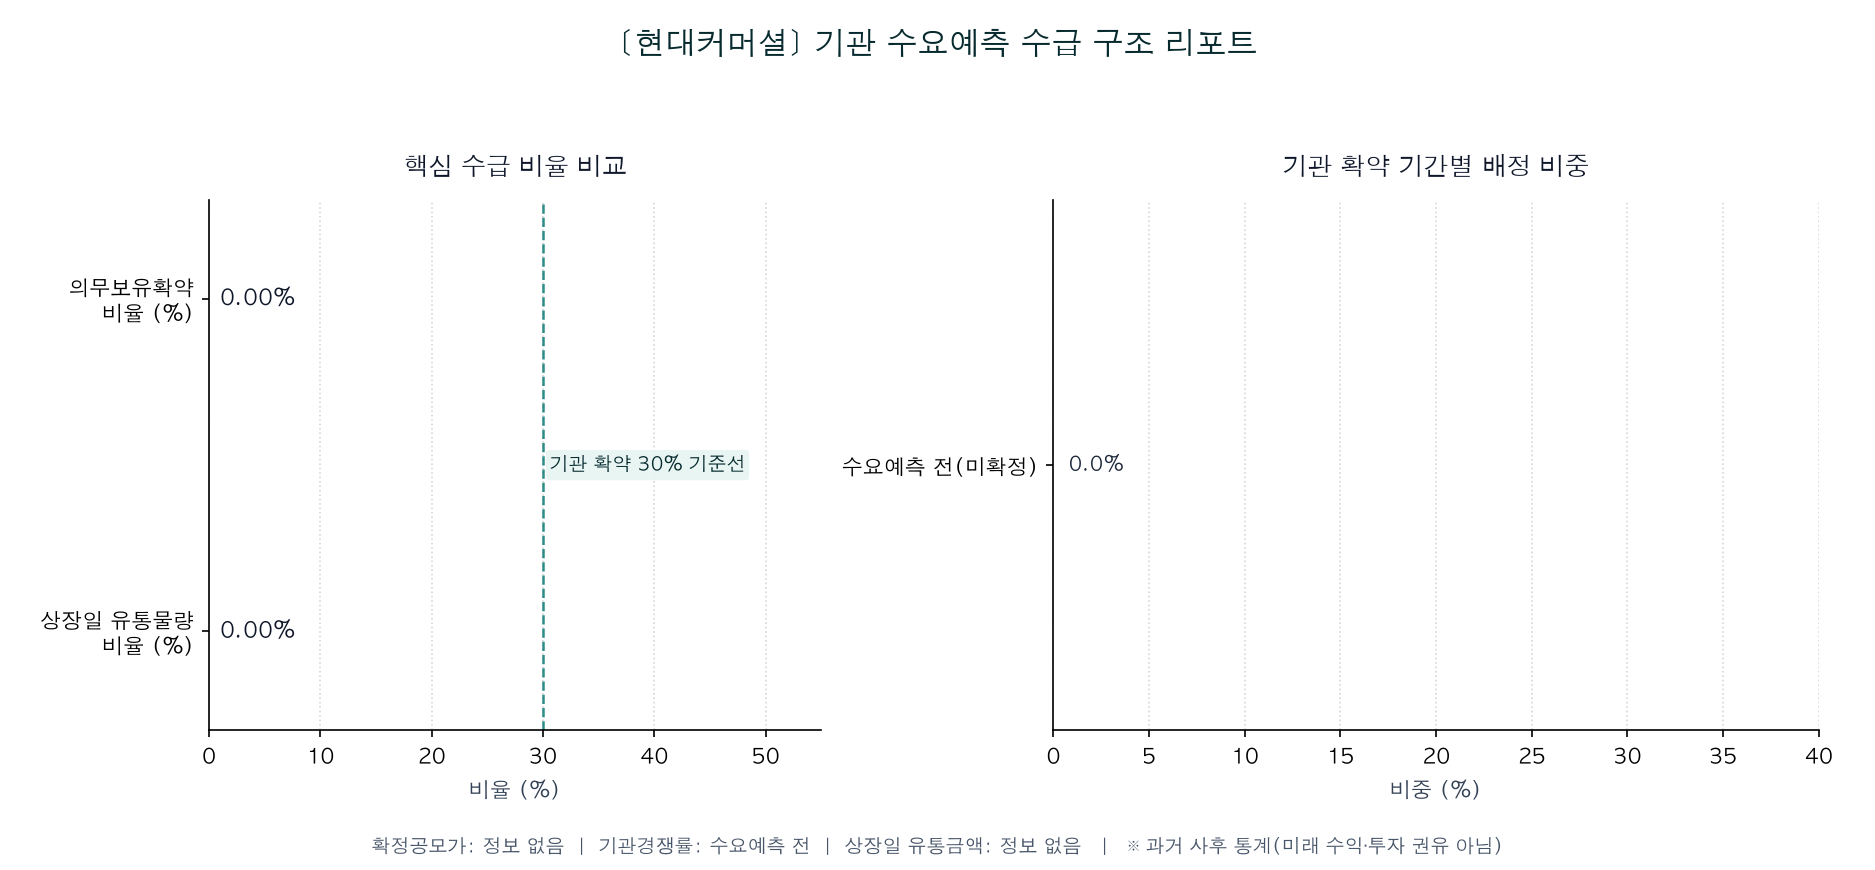 〔현대커머셜〕 기관 수요예측 수급 구조 리포트
핵심 수급 비율 비교
의무보유확약
비율 (%)
0.00%
기관 확약 30% 기준선
상장일 유통물량
비율 (%)
0.00%
0 10 20 30 40 50
비율 (%)
기관 확약 기간별 배정 비중
수요예측 전(미확정)
0.0%
0 5 10 15 20 25 30 35 40
비중 (%)
확정공모가: 정보 없음 | 기관경쟁률: 수요예측 전 | 상장일 유통금액: 정보 없음 | ※ 과거 사후 통계(미래 수익·투자 권유 아님)